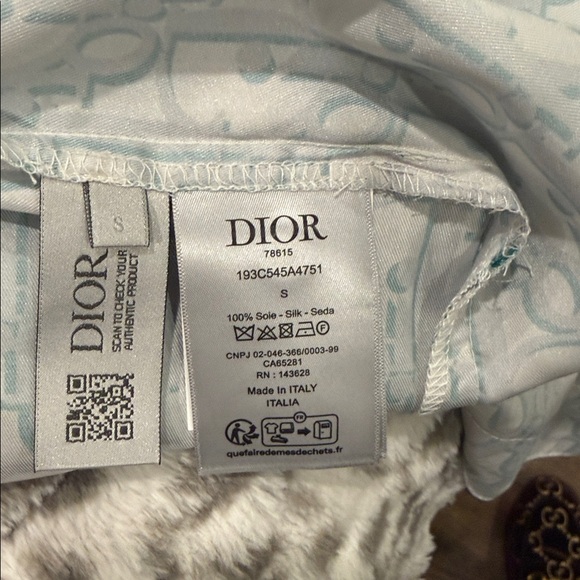 S
DIOR
SCAN TO CHECK YOUR
AUTHENTIC PRODUCT
DIOR
78615
193C545A4751
S
100% Soie - Silk - Seda
CNPJ 02-046-366/0003-99
CA65281
RN : 143628
Made In ITALY
ITALIA
FR
quefairedemesdechets.fr